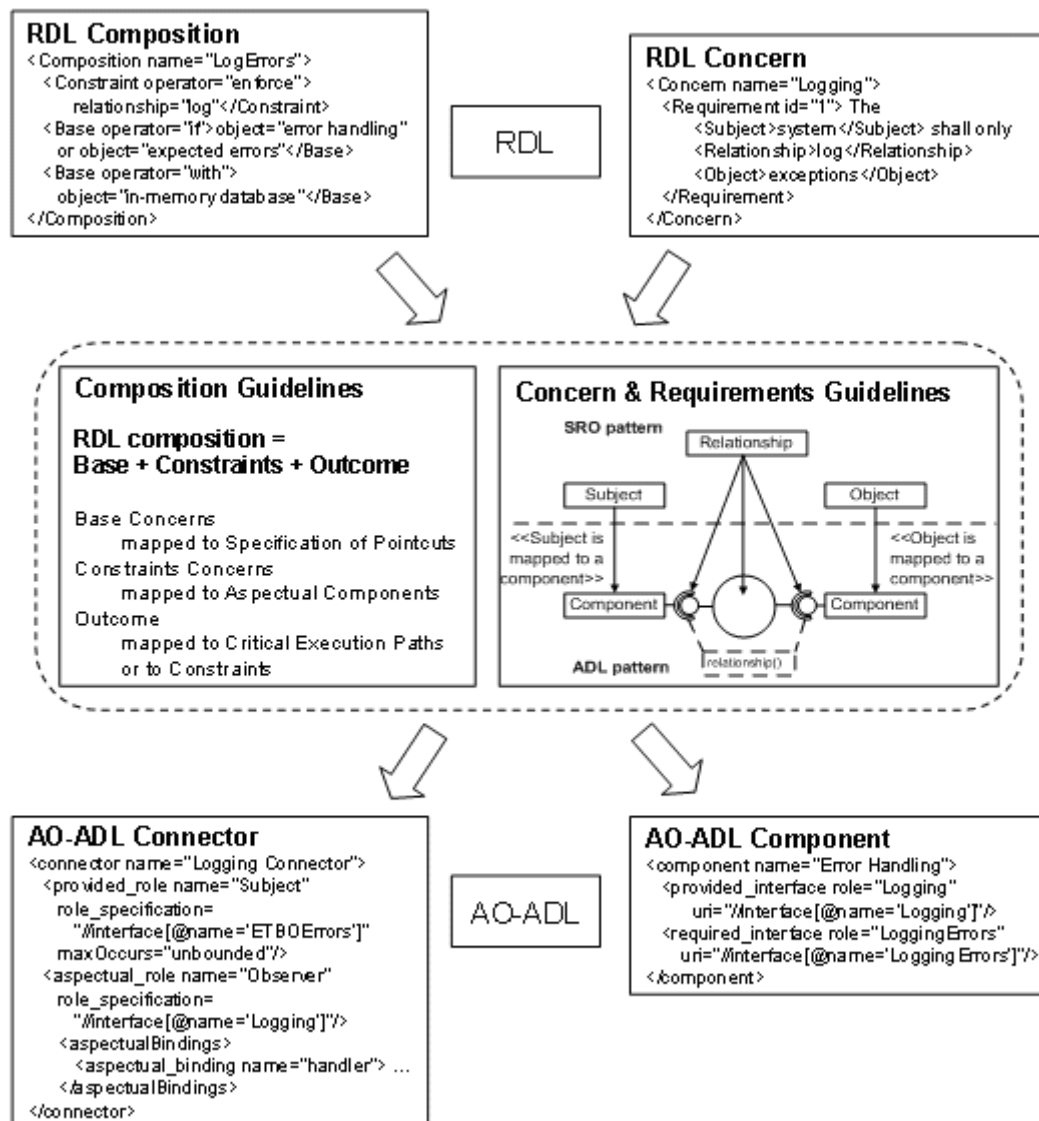 RDL Composition
<Composition name="LogErrors">
<Constraint operator="enforce">
relationship="log"</Constraint>
<Base operator="if">object="error handling"
or object="expected errors"</Base>
<Base operator="with">
object="in-memory database"</Base>
</Composition>
RDL
RDL Concern
<Concern name="Logging">
<Requirement id="1"> The
<Subject>system</Subject> shall only
<Relationship>log</Relationship>
<Object>exceptions</Object>
</Requirement>
</Concern>
Composition Guidelines
RDL composition =
Base + Constraints + Outcome
Base Concerns
mapped to Specification of Pointcuts
Constraints Concerns
mapped to Aspectual Components
Outcome
mapped to Critical Execution Paths
or to Constraints
Concern & Requirements Guidelines
SRO pattern
Relationship
Subject
Object
<<Subject is
mapped to a
component>>
<<Object is
mapped to a
component>>
Component
Component
ADL pattern
relationship()
AO-ADL Connector
<connector name="Logging Connector">
<provided_role name="Subject"
role_specification=
"//interface[@name='ETBOErrors']"
maxOccurs="unbounded"/>
<aspectual_role name="Observer"
role_specification=
"//interface[@name='Logging']"/>
<aspectualBindings>
<aspectual_binding name="handler"> ...
</aspectualBindings>
</connector>
AO-ADL
AO-ADL Component
<component name="Error Handling">
<provided_interface role="Logging"
uri="//Interface[@name='Logging']"/>
<required_interface role="LoggingErrors"
uri="//interface[@name='Logging Errors']"/>
</component>